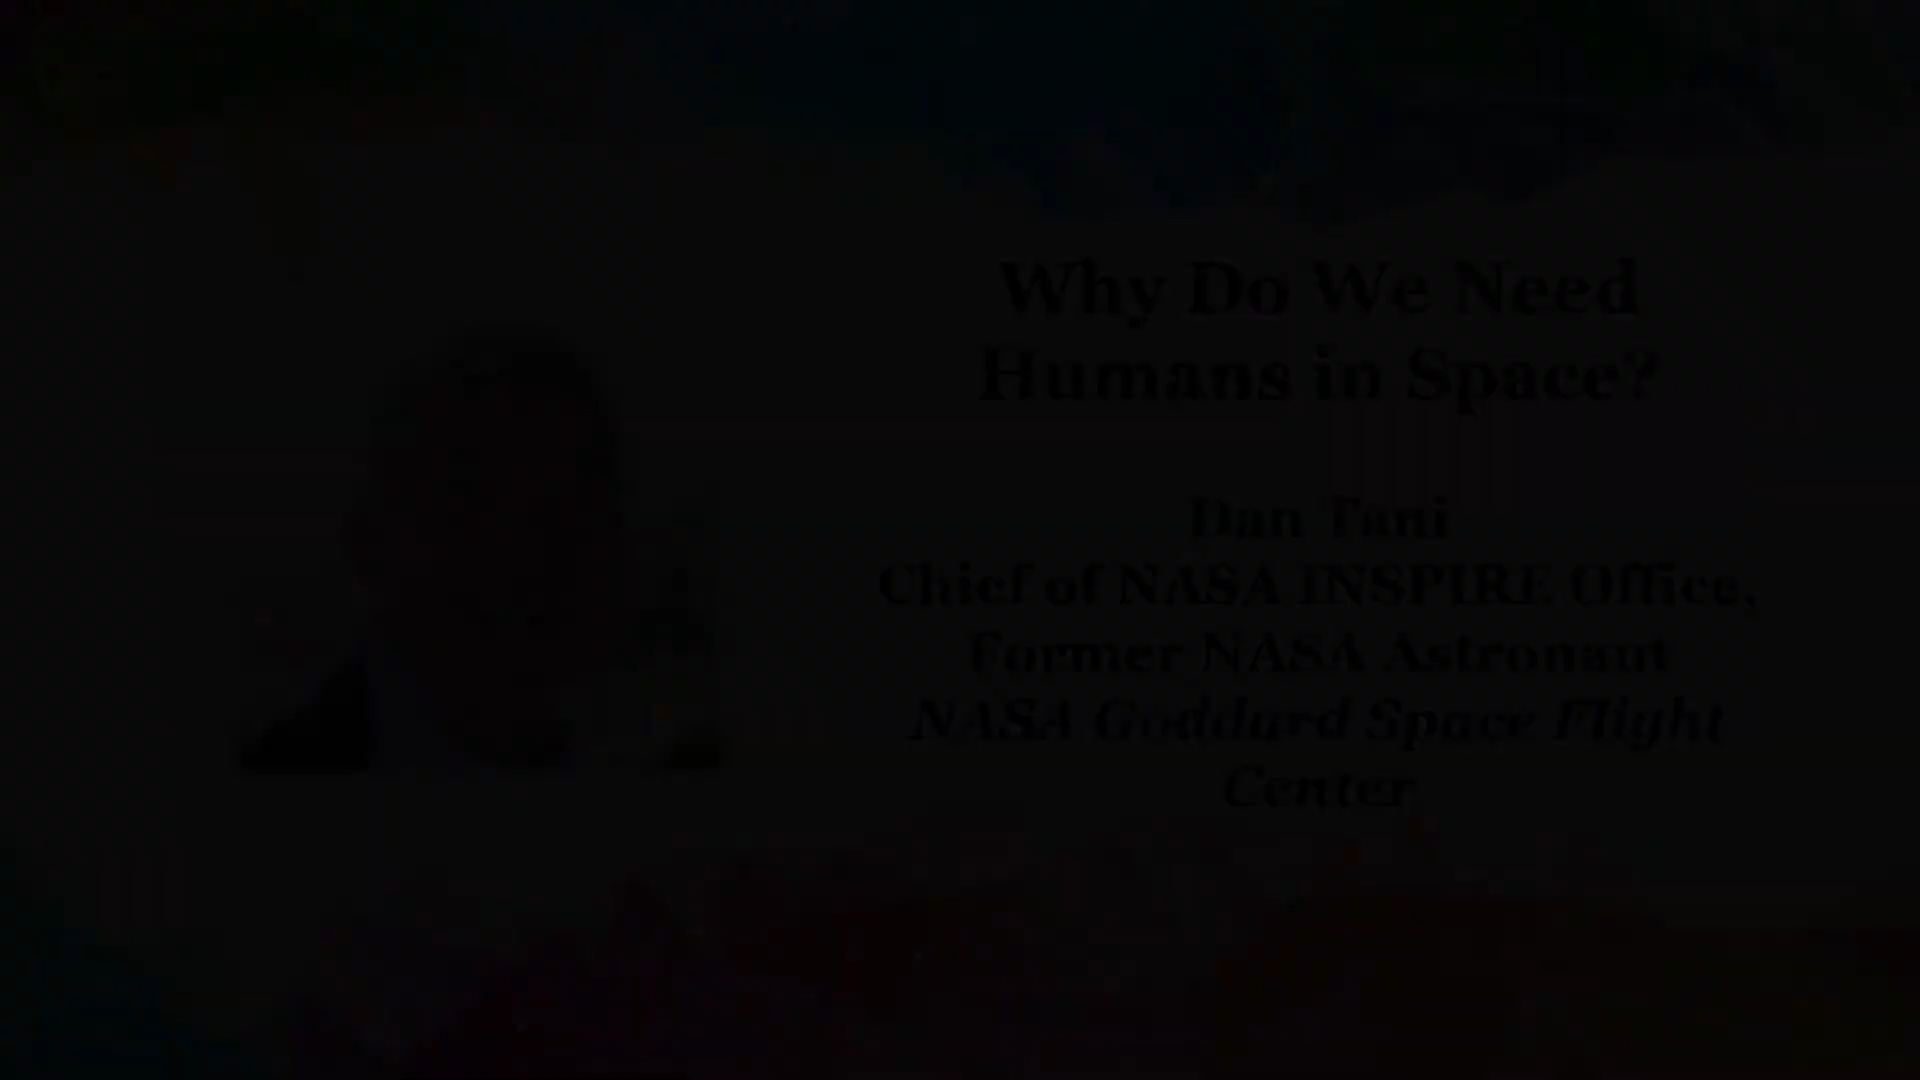 Why Do We Need
Humans in Space?
Dan Tani
Chief of NASA INSPIRE Office,
Former NASA Astronaut
NASA Goddard Space Flight
Center